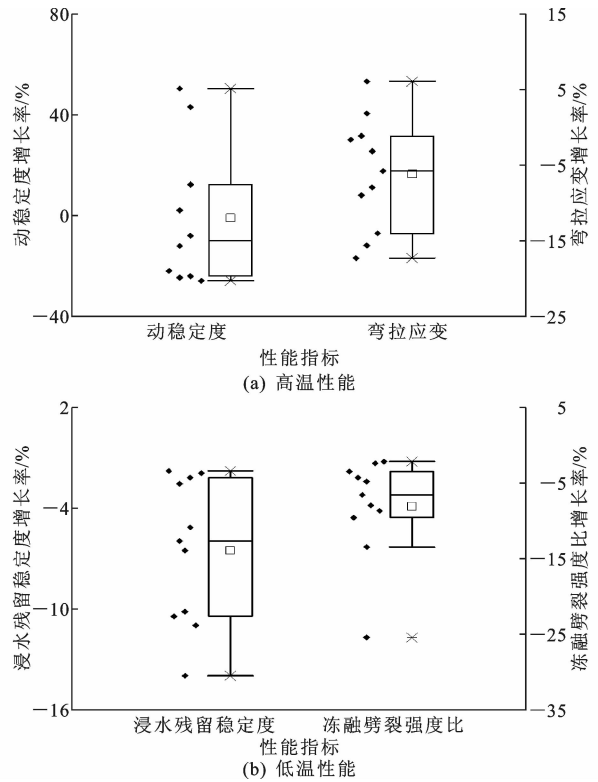 80
40
0
－40
动稳定度增长率/%
15
5
－5
－15
－25
弯拉应变增长率/%
动稳定度 弯拉应变
性能指标
(a) 高温性能
2
－4
－10
－16
浸水残留稳定度增长率/%
5
－5
－15
－25
－35
冻融劈裂强度比增长率/%
浸水残留稳定度 冻融劈裂强度比
性能指标
(b) 低温性能